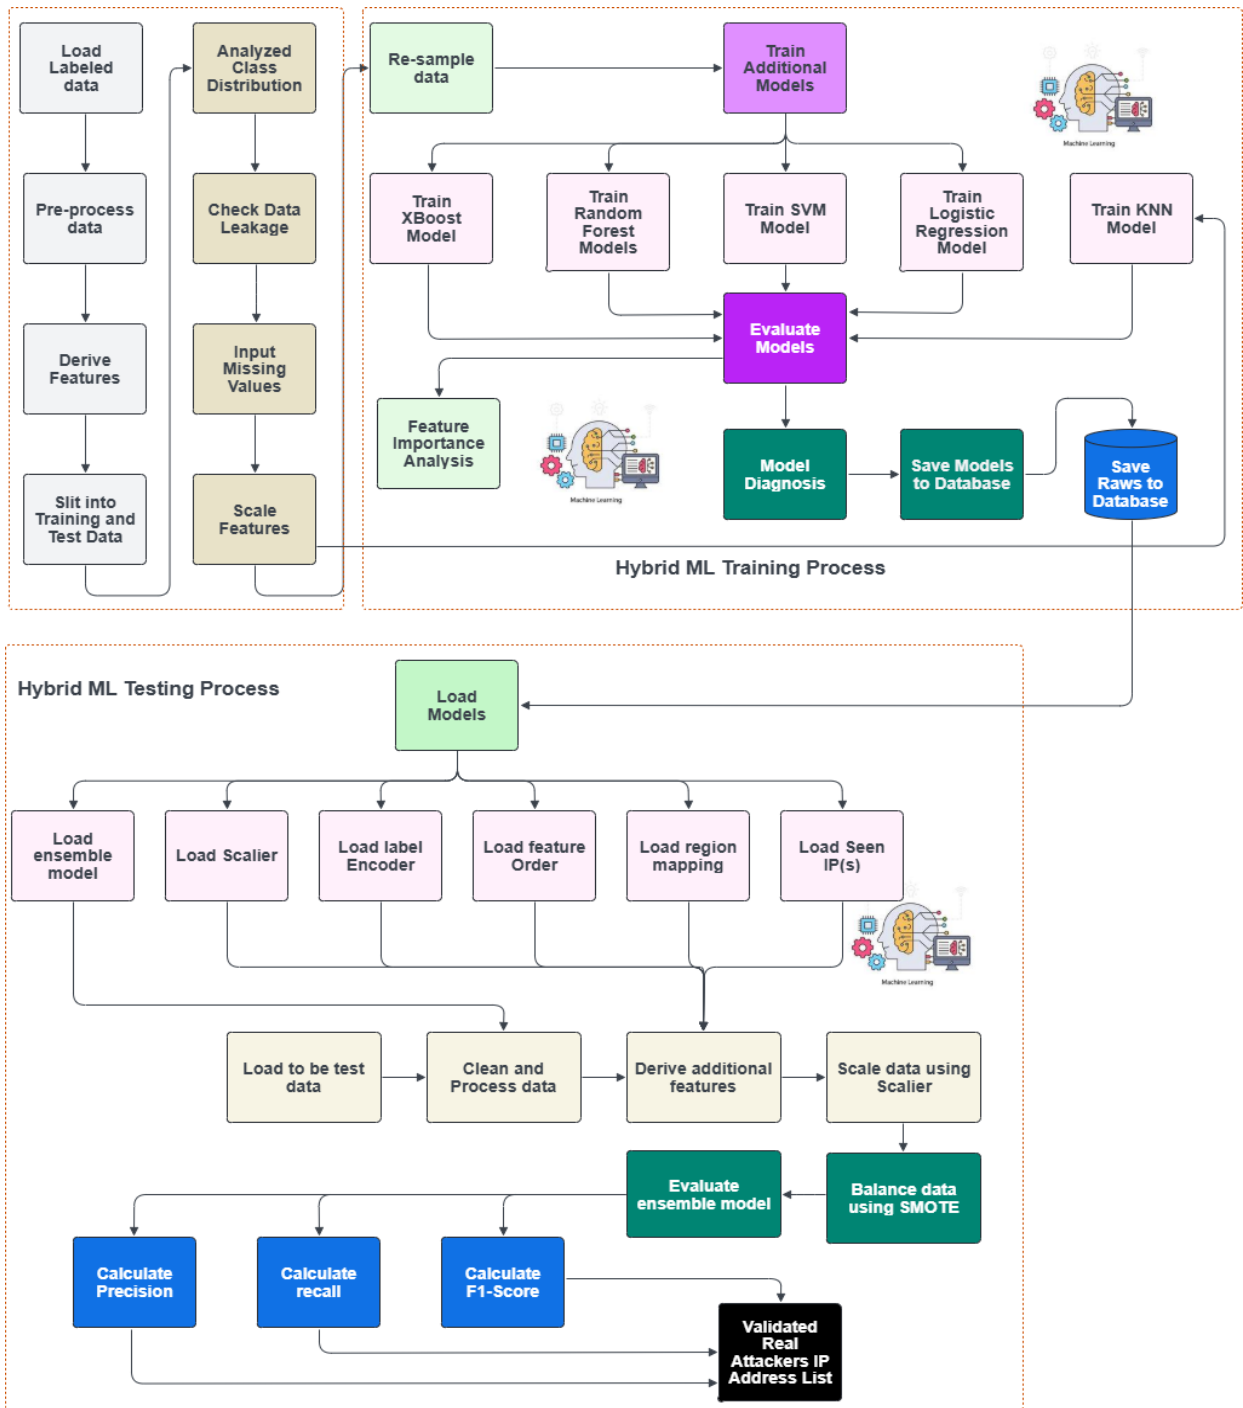 Load
Labeled
data
Pre-process
data
Derive
Features
Slit into
Training and
Test Data
Analyzed
Class
Distribution
Check Data
Leakage
Input
Missing
Values
Scale
Features
Re-sample
data
Train
Additional
Models
Machine Learning
Train
XBoost
Model
Train
Random
Forest
Models
Train SVM
Model
Train
Logistic
Regression
Model
Train KNN
Model
Evaluate
Models
Feature
Importance
Analysis
Machine Learning
Model
Diagnosis
Save Models
to Database
Save
Raws to
Database
Hybrid ML Training Process
Hybrid ML Testing Process
Load
Models
Load
ensemble
model
Load Scalier
Load label
Encoder
Load feature
Order
Load region
mapping
Load Seen
IP(s)
Machine Learning
Load to be test
data
Clean and
Process data
Derive additional
features
Scale data using
Scalier
Evaluate
ensemble model
Balance data
using SMOTE
Calculate
Precision
Calculate
recall
Calculate
F1-Score
Validated
Real
Attackers IP
Address List